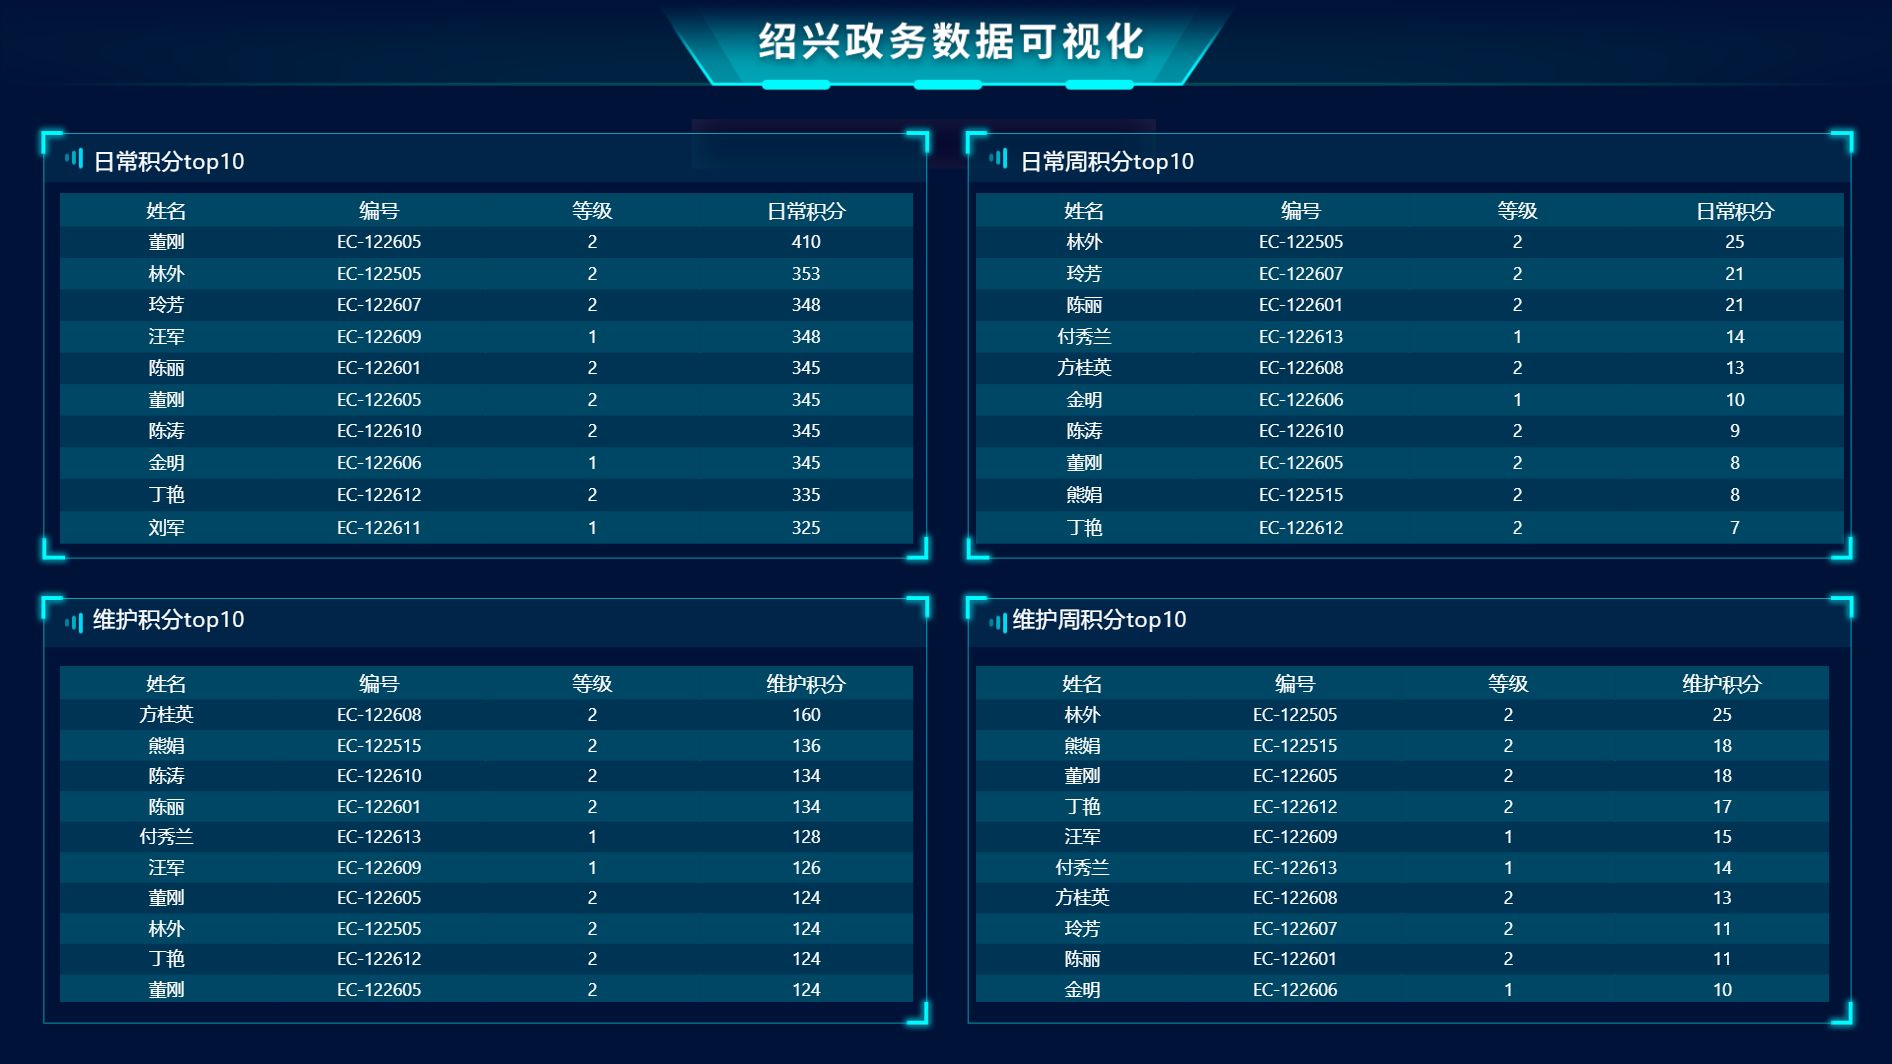 绍兴政务数据可视化
日常积分top10
姓名 编号 等级 日常积分
董刚 EC-122605 2 410
林外 EC-122505 2 353
玲芳 EC-122607 2 348
汪军 EC-122609 1 348
陈丽 EC-122601 2 345
董刚 EC-122605 2 345
陈涛 EC-122610 2 345
金明 EC-122606 1 345
丁艳 EC-122612 2 335
刘军 EC-122611 1 325
日常周积分top10
姓名 编号 等级 日常积分
林外 EC-122505 2 25
玲芳 EC-122607 2 21
陈丽 EC-122601 2 21
付秀兰 EC-122613 1 14
方桂英 EC-122608 2 13
金明 EC-122606 1 10
陈涛 EC-122610 2 9
董刚 EC-122605 2 8
熊娟 EC-122515 2 8
丁艳 EC-122612 2 7
维护积分top10
姓名 编号 等级 维护积分
方桂英 EC-122608 2 160
熊娟 EC-122515 2 136
陈涛 EC-122610 2 134
陈丽 EC-122601 2 134
付秀兰 EC-122613 1 128
汪军 EC-122609 1 126
董刚 EC-122605 2 124
林外 EC-122505 2 124
丁艳 EC-122612 2 124
董刚 EC-122605 2 124
维护周积分top10
姓名 编号 等级 维护积分
林外 EC-122505 2 25
熊娟 EC-122515 2 18
董刚 EC-122605 2 18
丁艳 EC-122612 2 17
汪军 EC-122609 1 15
付秀兰 EC-122613 1 14
方桂英 EC-122608 2 13
玲芳 EC-122607 2 11
陈丽 EC-122601 2 11
金明 EC-122606 1 10